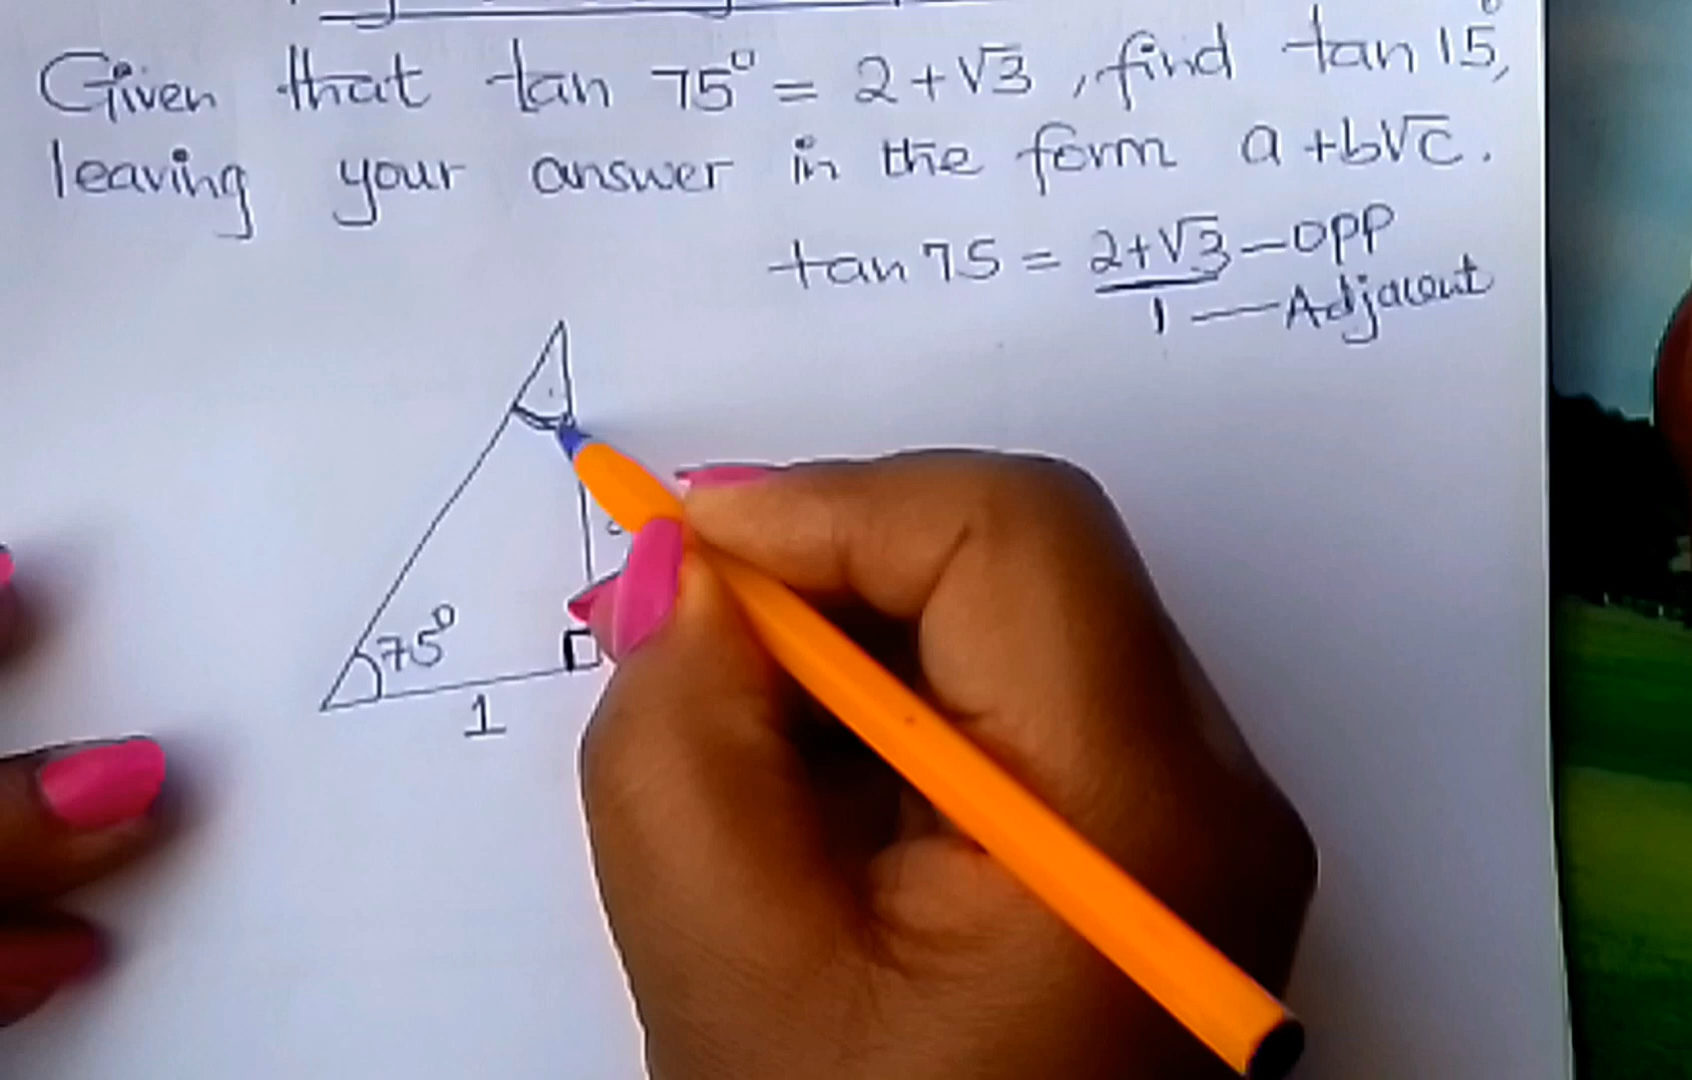 Given that tan 75° = 2+√3, find tan 15°,
leaving your answer in the form a+b√c.
tan 75 = 2+√3 — opp
1 — Adjacent
75°
1